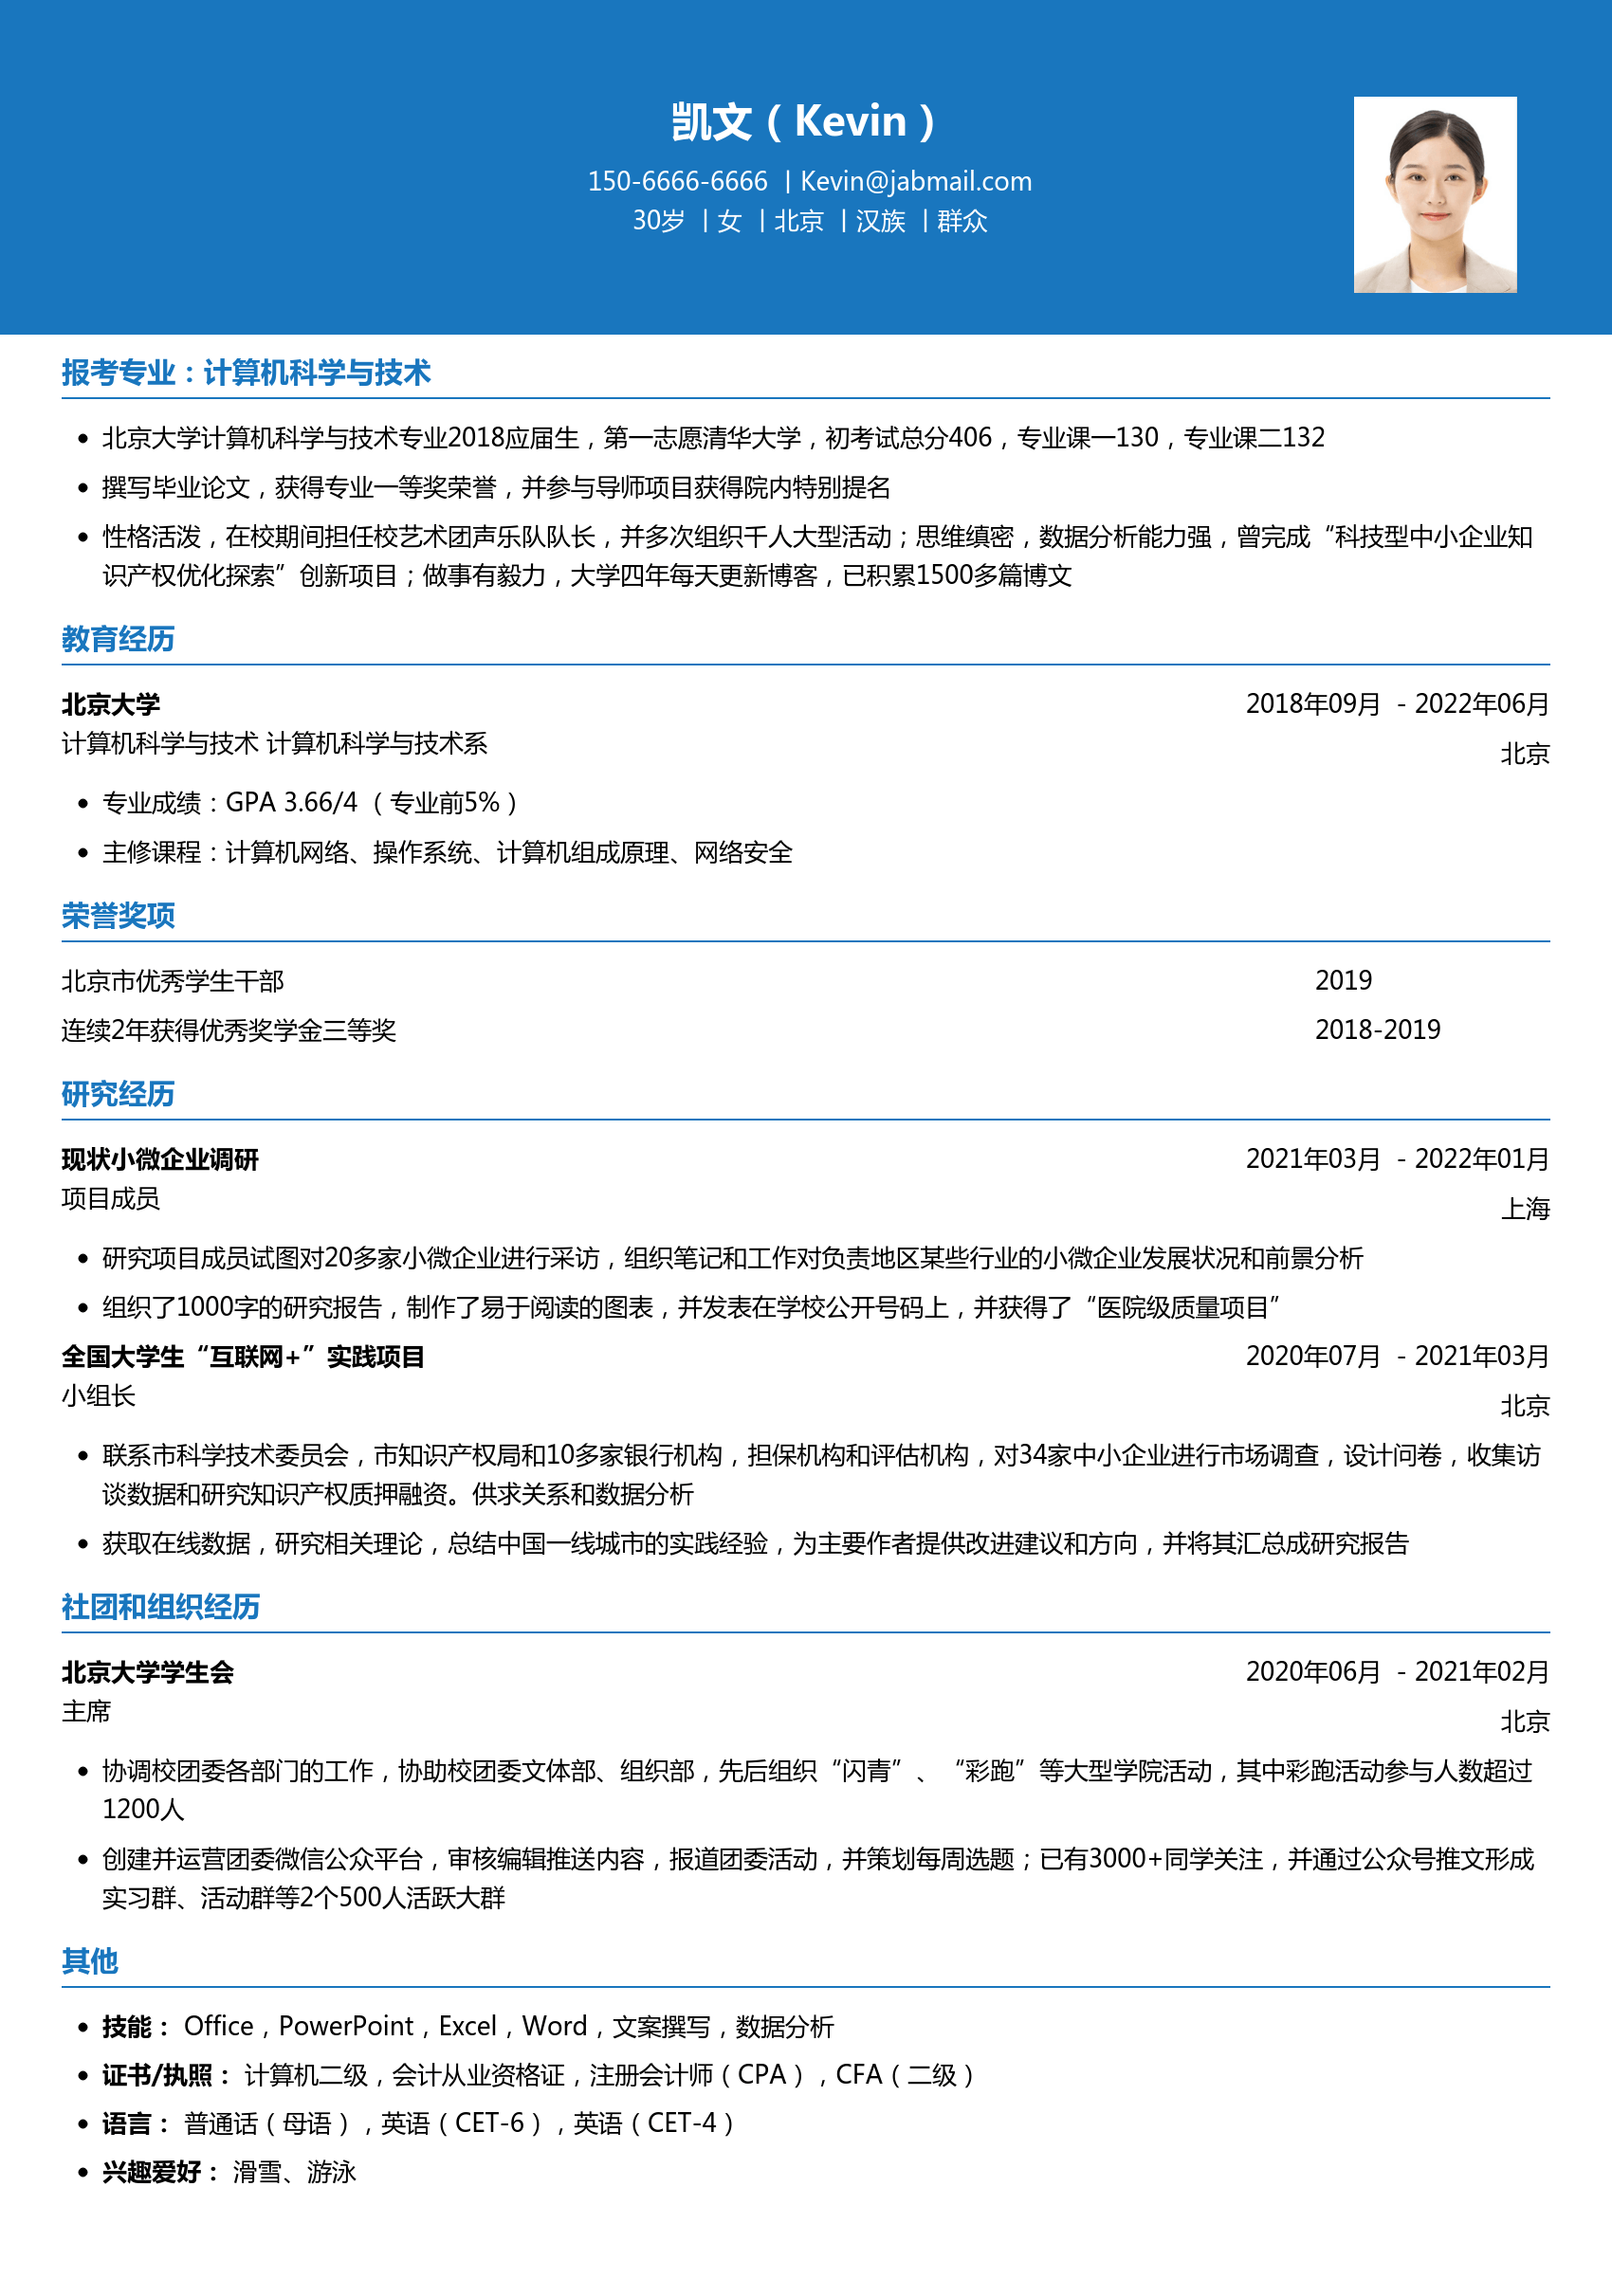 凯文（Kevin）
150-6666-6666 | Kevin@jabmail.com
30岁 | 女 | 北京 | 汉族 | 群众
报考专业：计算机科学与技术
• 北京大学计算机科学与技术专业2018应届生，第一志愿清华大学，初考试总分406，专业课一130，专业课二132
• 撰写毕业论文，获得专业一等奖荣誉，并参与导师项目获得院内特别提名
• 性格活泼，在校期间担任校艺术团声乐队队长，并多次组织千人大型活动；思维缜密，数据分析能力强，曾完成“科技型中小企业知
识产权优化探索”创新项目；做事有毅力，大学四年每天更新博客，已积累1500多篇博文
教育经历
北京大学 2018年09月 - 2022年06月
计算机科学与技术 计算机科学与技术系 北京
• 专业成绩：GPA 3.66/4 （专业前5%）
• 主修课程：计算机网络、操作系统、计算机组成原理、网络安全
荣誉奖项
北京市优秀学生干部 2019
连续2年获得优秀奖学金三等奖 2018-2019
研究经历
现状小微企业调研 2021年03月 - 2022年01月
项目成员 上海
• 研究项目成员试图对20多家小微企业进行采访，组织笔记和工作对负责地区某些行业的小微企业发展状况和前景分析
• 组织了1000字的研究报告，制作了易于阅读的图表，并发表在学校公开号码上，并获得了“医院级质量项目”
全国大学生“互联网+”实践项目 2020年07月 - 2021年03月
小组长 北京
• 联系市科学技术委员会，市知识产权局和10多家银行机构，担保机构和评估机构，对34家中小企业进行市场调查，设计问卷，收集访
谈数据和研究知识产权质押融资。供求关系和数据分析
• 获取在线数据，研究相关理论，总结中国一线城市的实践经验，为主要作者提供改进建议和方向，并将其汇总成研究报告
社团和组织经历
北京大学学生会 2020年06月 - 2021年02月
主席 北京
• 协调校团委各部门的工作，协助校团委文体部、组织部，先后组织“闪青”、“彩跑”等大型学院活动，其中彩跑活动参与人数超过
1200人
• 创建并运营团委微信公众平台，审核编辑推送内容，报道团委活动，并策划每周选题；已有3000+同学关注，并通过公众号推文形成
实习群、活动群等2个500人活跃大群
其他
• 技能： Office，PowerPoint，Excel，Word，文案撰写，数据分析
• 证书/执照： 计算机二级，会计从业资格证，注册会计师（CPA），CFA（二级）
• 语言： 普通话（母语），英语（CET-6），英语（CET-4）
• 兴趣爱好： 滑雪、游泳